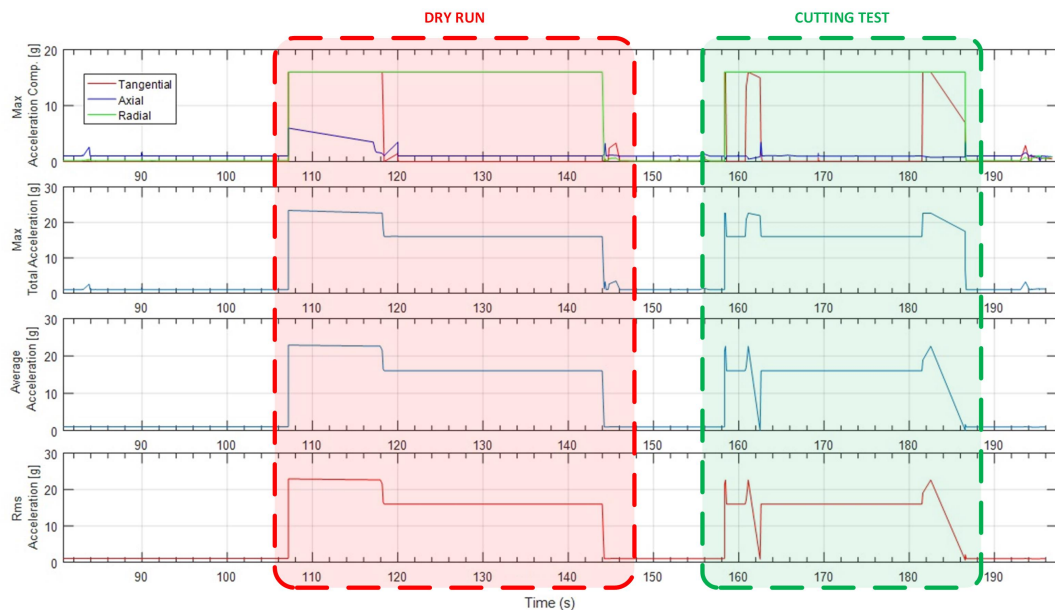 DRY RUN
CUTTING TEST
Max
Acceleration Comp. [g]
20
10
0
Tangential
Axial
Radial
90 100 110 120 130 140 150 160 170 180 190
Max
Total Acceleration [g]
30
20
10
0
90 100 110 120 130 140 150 160 170 180 190
Average
Acceleration [g]
30
20
10
0
90 100 110 120 130 140 150 160 170 180 190
Rms
Acceleration [g]
30
20
10
0
90 100 110 120 130 140 150 160 170 180 190
Time (s)